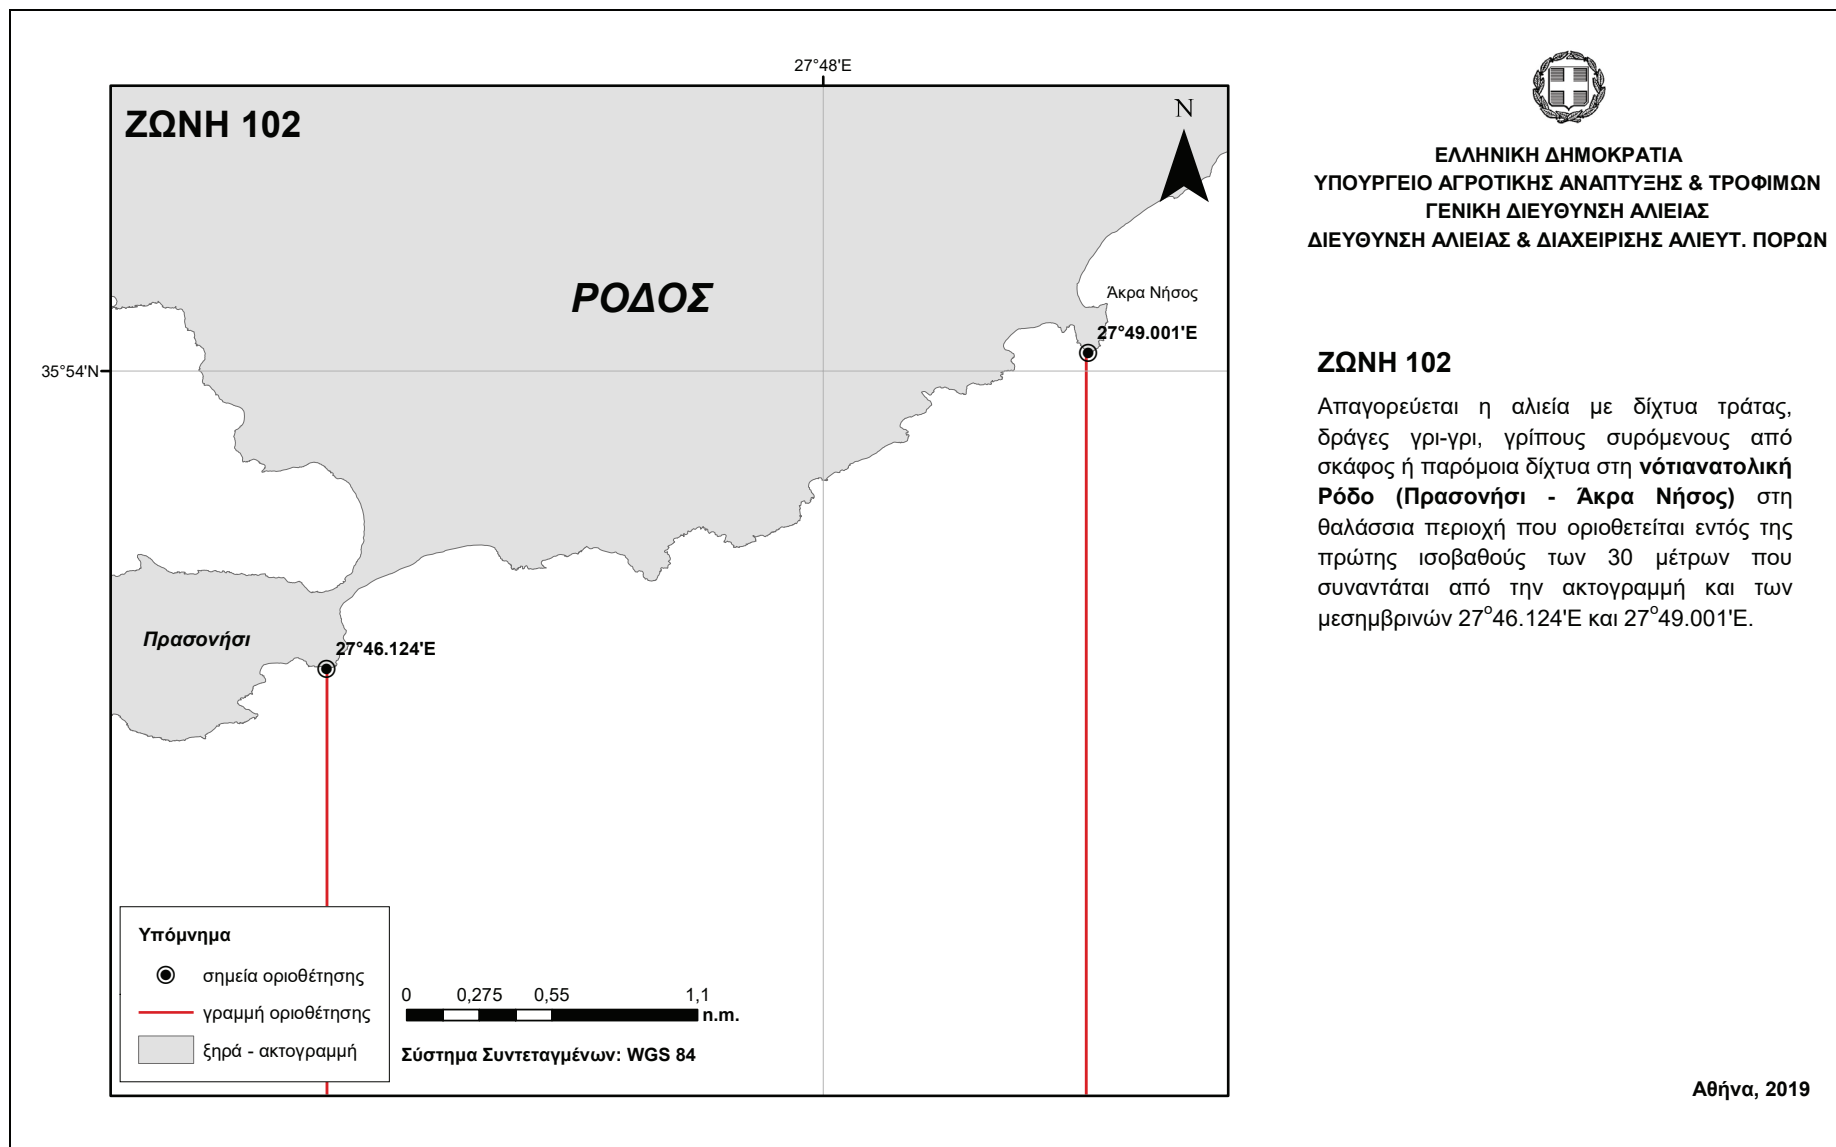 27°48'E
ΖΩΝΗ 102
N
ΡΟΔΟΣ
Άκρα Νήσος
27°49.001'E
35°54'N
Πρασονήσι
27°46.124'E
Υπόμνημα
σημεία οριοθέτησης
γραμμή οριοθέτησης
ξηρά - ακτογραμμή
0 0,275 0,55 1,1
n.m.
Σύστημα Συντεταγμένων: WGS 84
ΕΛΛΗΝΙΚΗ ΔΗΜΟΚΡΑΤΙΑ
ΥΠΟΥΡΓΕΙΟ ΑΓΡΟΤΙΚΗΣ ΑΝΑΠΤΥΞΗΣ & ΤΡΟΦΙΜΩΝ
ΓΕΝΙΚΗ ΔΙΕΥΘΥΝΣΗ ΑΛΙΕΙΑΣ
ΔΙΕΥΘΥΝΣΗ ΑΛΙΕΙΑΣ & ΔΙΑΧΕΙΡΙΣΗΣ ΑΛΙΕΥΤ. ΠΟΡΩΝ
ΖΩΝΗ 102
Απαγορεύεται η αλιεία με δίχτυα τράτας,
δράγες γρι-γρι, γρίπους συρόμενους από
σκάφος ή παρόμοια δίχτυα στη νότιανατολική
Ρόδο (Πρασονήσι - Άκρα Νήσος) στη
θαλάσσια περιοχή που οριοθετείται εντός της
πρώτης ισοβαθούς των 30 μέτρων που
συναντάται από την ακτογραμμή και των
μεσημβρινών 27°46.124'E και 27°49.001'E.
Αθήνα, 2019